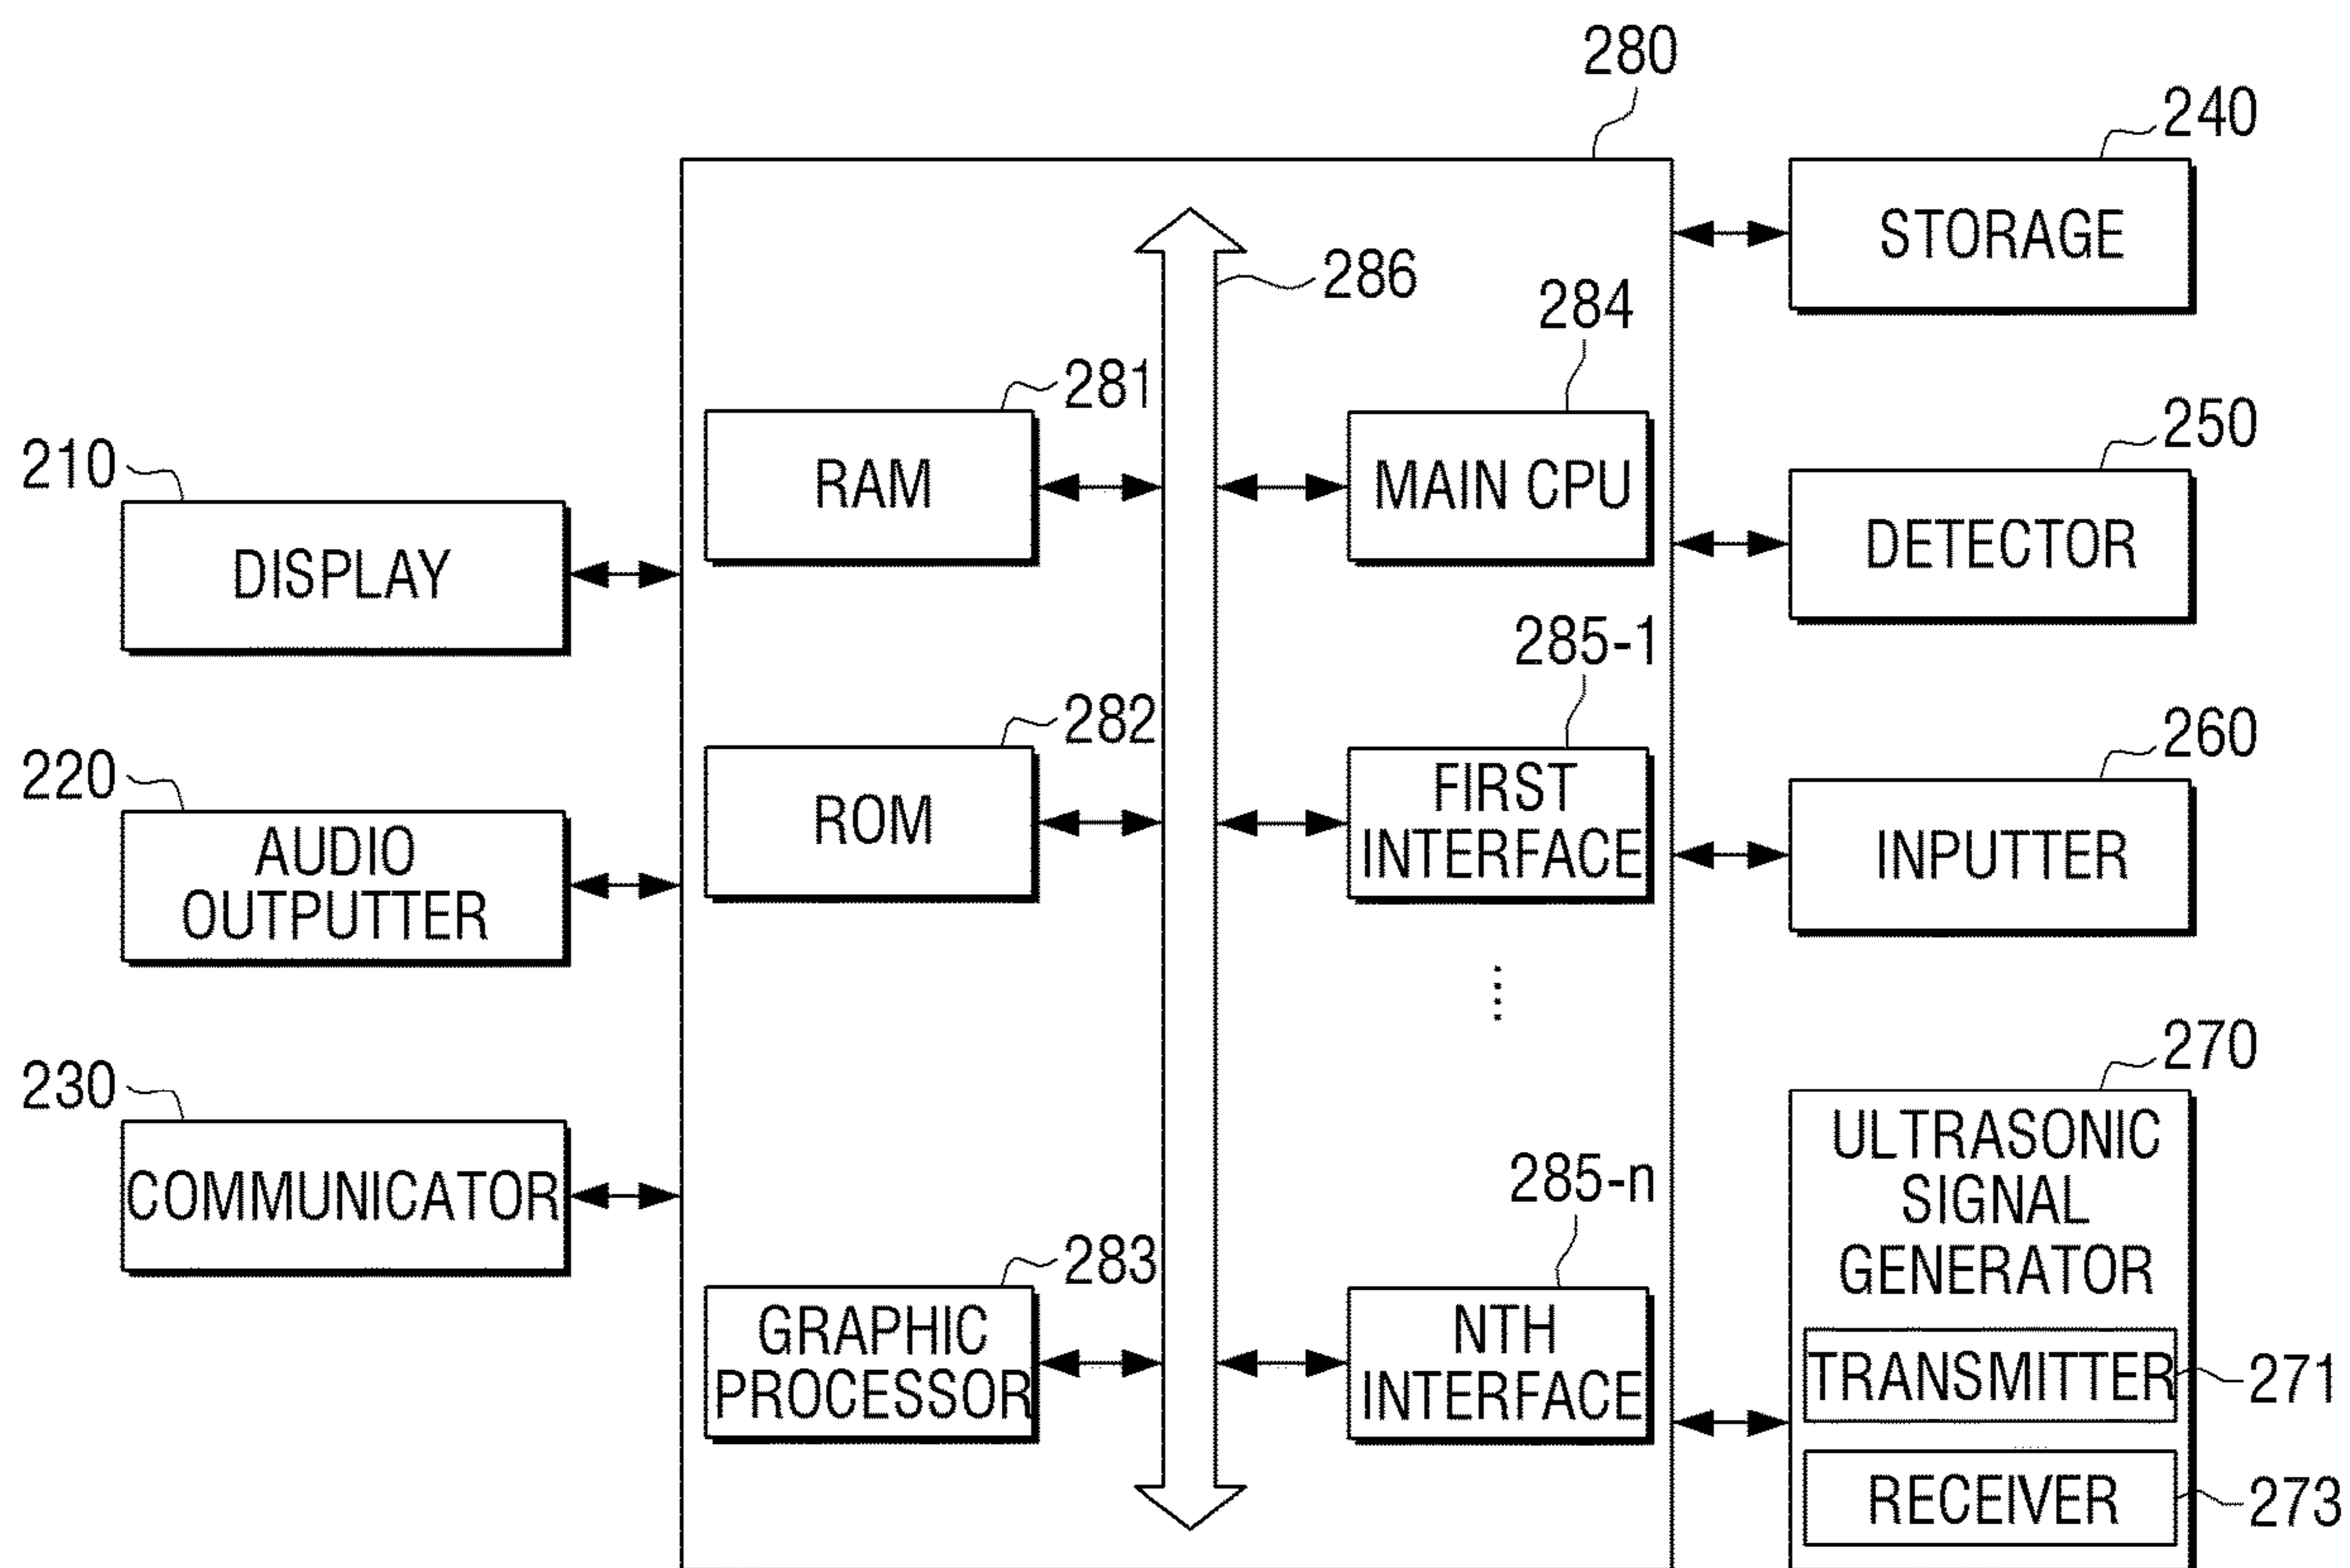 280
240
STORAGE
286
284
281
RAM
MAIN CPU
250
DETECTOR
210
DISPLAY
285-1
282
ROM
FIRST
INTERFACE
260
INPUTTER
220
AUDIO
OUTPUTTER
270
ULTRASONIC
SIGNAL
GENERATOR
230
COMMUNICATOR
285-n
283
GRAPHIC
PROCESSOR
NTH
INTERFACE
TRANSMITTER
271
RECEIVER
273